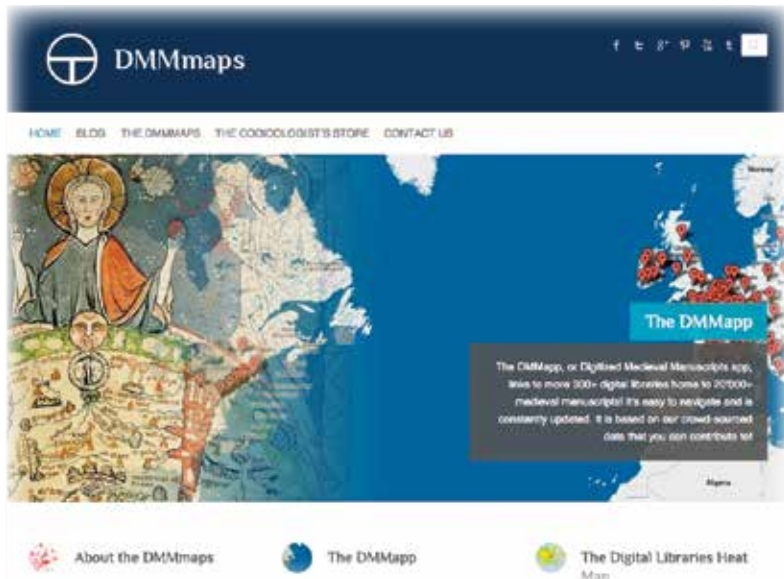 DMMmaps
HOME BLOG THE DMMMAPS THE CODICOLOGIST'S STORE CONTACT US
Norway
The DMMapp
The DMMapp, or Digitized Medieval Manuscripts app,
links to more 300+ digital libraries home to 20'000+
medieval manuscripts! It's easy to navigate and is
constantly updated. It is based on our crowd-sourced
data that you can contribute to!
Algeria
About the DMMmaps
The DMMapp
The Digital Libraries Heat
Map